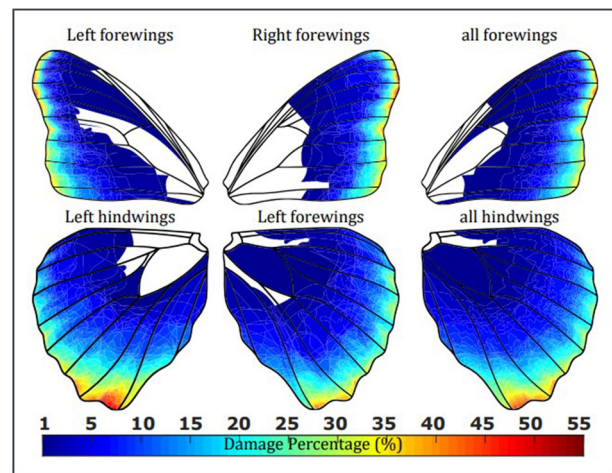 Left forewings Right forewings all forewings
Left hindwings Left forewings all hindwings
1 5 10 15 20 25 30 35 40 45 50 55
Damage Percentage (%)